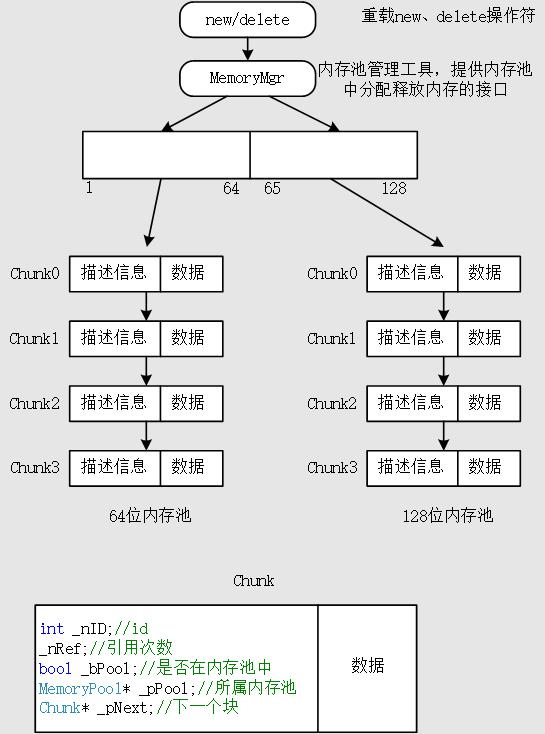 new/delete
重载new、delete操作符
MemoryMgr
内存池管理工具，提供内存池
中分配释放内存的接口
1 64 65 128
Chunk0 描述信息 数据 Chunk0 描述信息 数据
Chunk1 描述信息 数据 Chunk1 描述信息 数据
Chunk2 描述信息 数据 Chunk2 描述信息 数据
Chunk3 描述信息 数据 Chunk3 描述信息 数据
64位内存池 128位内存池
Chunk
int _nID;//id
_nRef;//引用次数
bool _bPool;//是否在内存池中
MemoryPool* _pPool;//所属内存池
Chunk* _pNext;//下一个块
数据